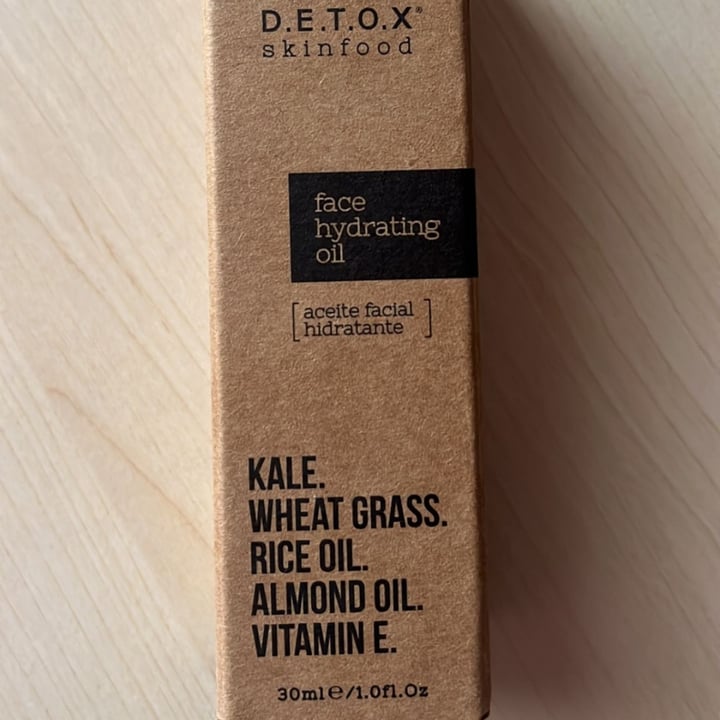 D.E.T.O.X®
skinfood
face
hydrating
oil
[aceite facial
hidratante]
KALE.
WHEAT GRASS.
RICE OIL.
ALMOND OIL.
VITAMIN E.
30ml℮/1.0fl.Oz